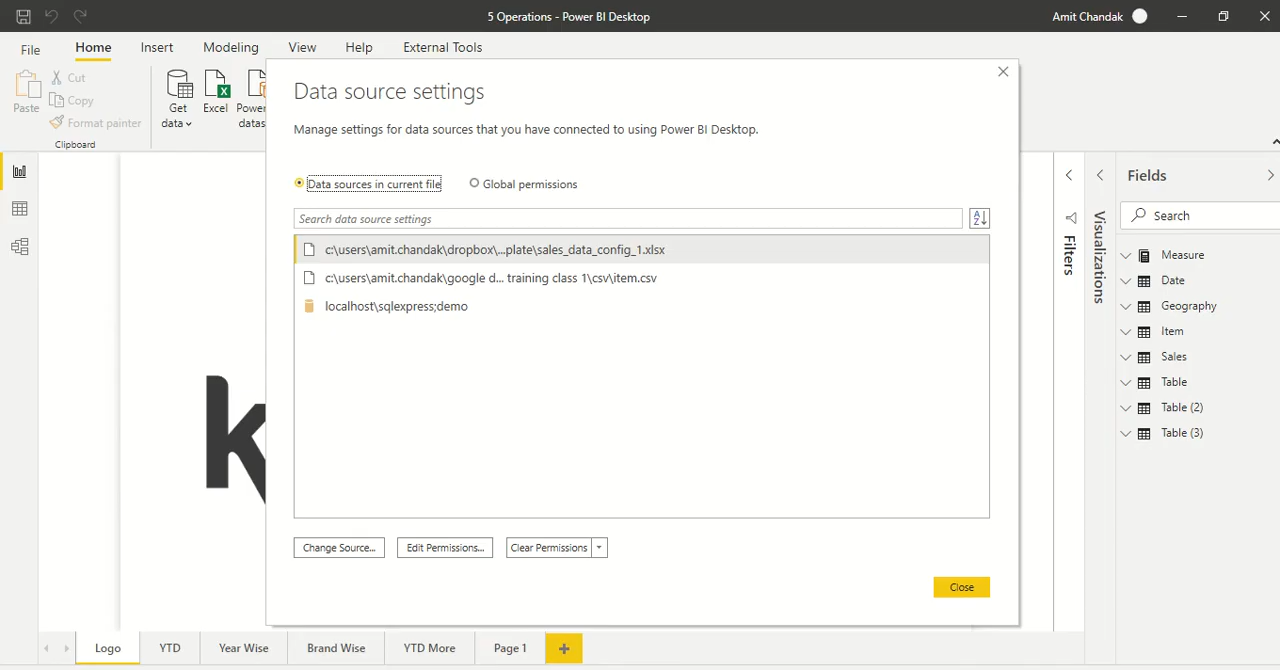 5 Operations - Power BI Desktop
Amit Chandak
File
Home
Insert
Modeling
View
Help
External Tools
Paste
Cut
Copy
Format painter
Clipboard
Get
data
Excel
Power
datas
Data source settings
Manage settings for data sources that you have connected to using Power BI Desktop.
Data sources in current file
Global permissions
Search data source settings
A
Z
c:\users\amit.chandak\dropbox\...plate\sales_data_config_1.xlsx
c:\users\amit.chandak\google d... training class 1\csv\item.csv
localhost\sqlexpress;demo
Change Source...
Edit Permissions...
Clear Permissions
Close
Filters
Visualizations
Fields
Search
Measure
Date
Geography
Item
Sales
Table
Table (2)
Table (3)
k
Logo
YTD
Year Wise
Brand Wise
YTD More
Page 1